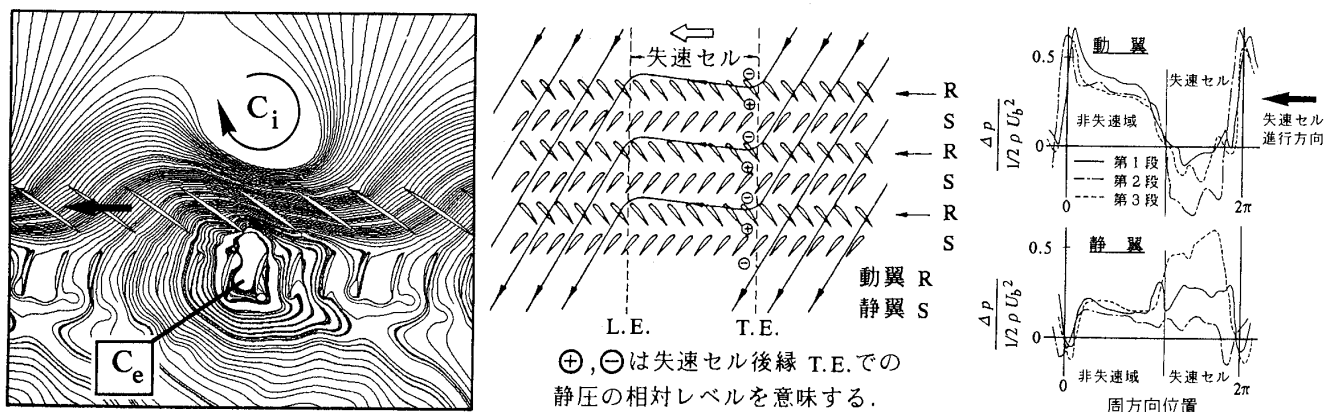 C_i
C_e
失速セル
R
S
R
S
R
S
動翼 R
静翼 S
L.E.
T.E.
⊕,⊖は失速セル後縁 T.E.での
静圧の相対レベルを意味する.
動 翼
0.5
失速セル
非失速域
失速セル
進行方向
Δp
1/2 ρ U_b²
0
第1段
第2段
第3段
0
2π
静 翼
0.5
Δp
1/2 ρ U_b²
0
非失速域
失速セル
0
2π
周方向位置